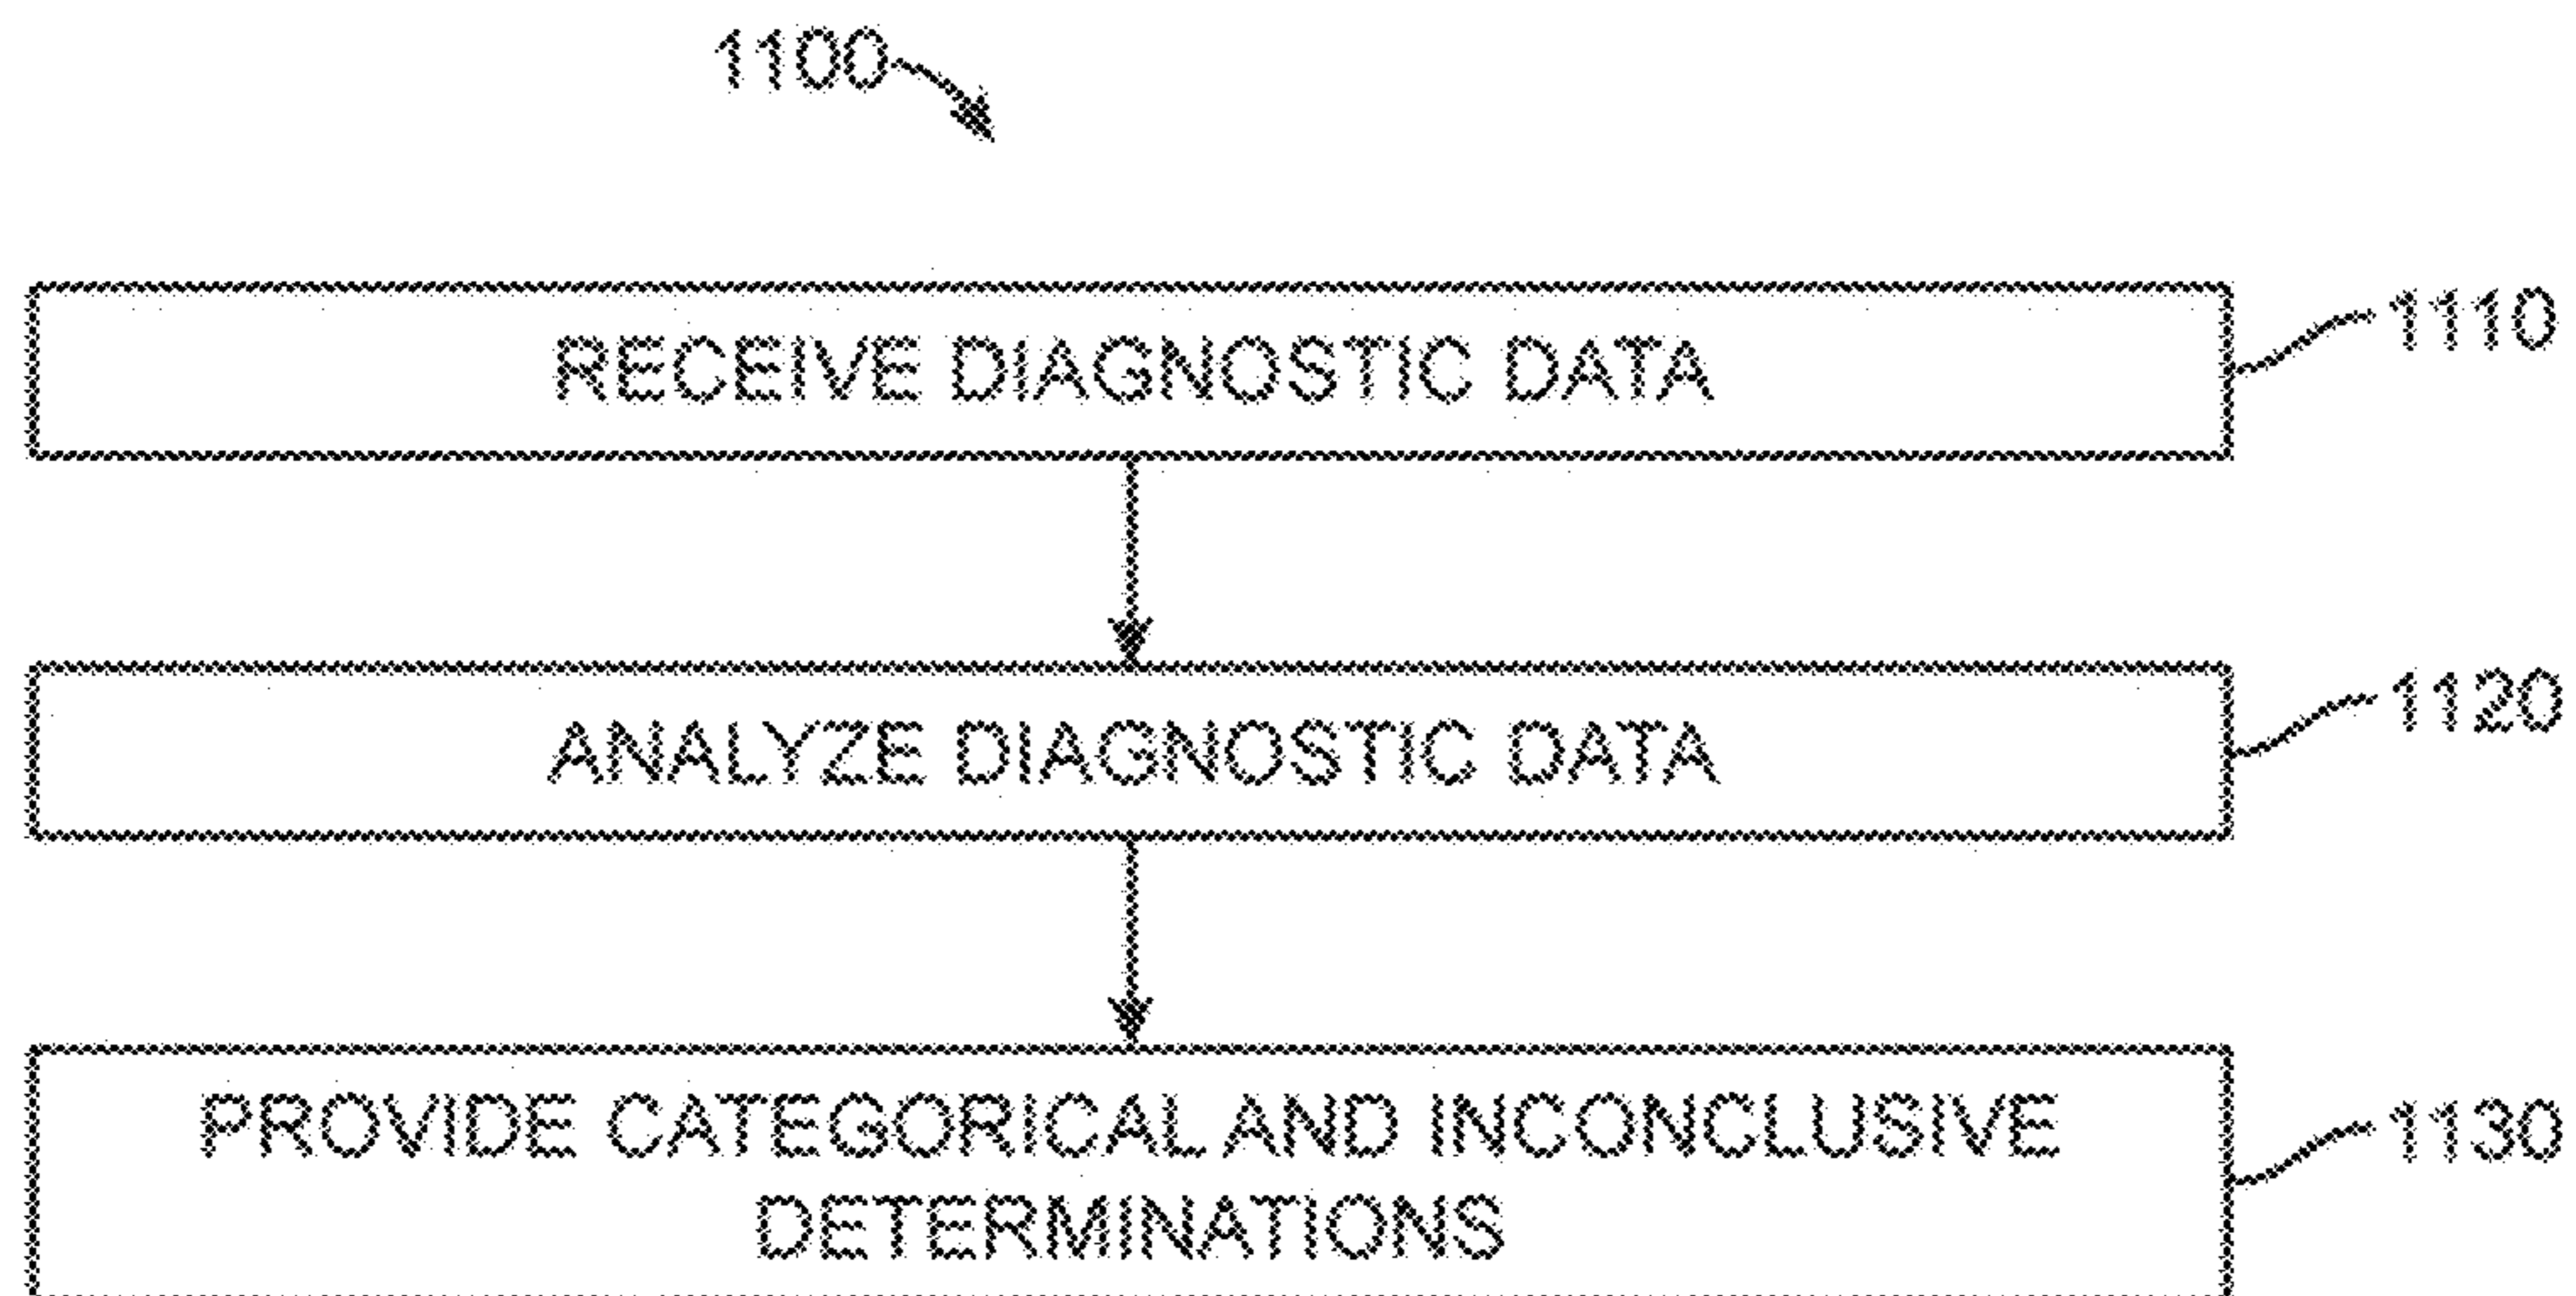 1100
RECEIVE DIAGNOSTIC DATA
1110
ANALYZE DIAGNOSTIC DATA
1120
PROVIDE CATEGORICAL AND INCONCLUSIVE
DETERMINATIONS
1130